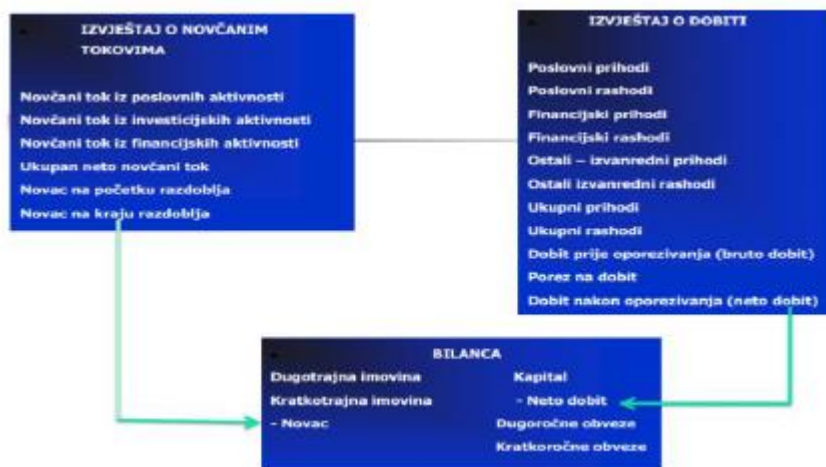 IZVJEŠTAJ O NOVČANIM
TOKOVIMA
Novčani tok iz poslovnih aktivnosti
Novčani tok iz investicijskih aktivnosti
Novčani tok iz financijskih aktivnosti
Ukupan neto novčani tok
Novac na početku razdoblja
Novac na kraju razdoblja
IZVJEŠTAJ O DOBITI
Poslovni prihodi
Poslovni rashodi
Financijski prihodi
Financijski rashodi
Ostali – izvanredni prihodi
Ostali izvanredni rashodi
Ukupni prihodi
Ukupni rashodi
Dobit prije oporezivanja (bruto dobit)
Porez na dobit
Dobit nakon oporezivanja (neto dobit)
BILANCA
Dugotrajna imovina
Kratkotrajna imovina
- Novac
Kapital
- Neto dobit
Dugoročne obveze
Kratkoročne obveze